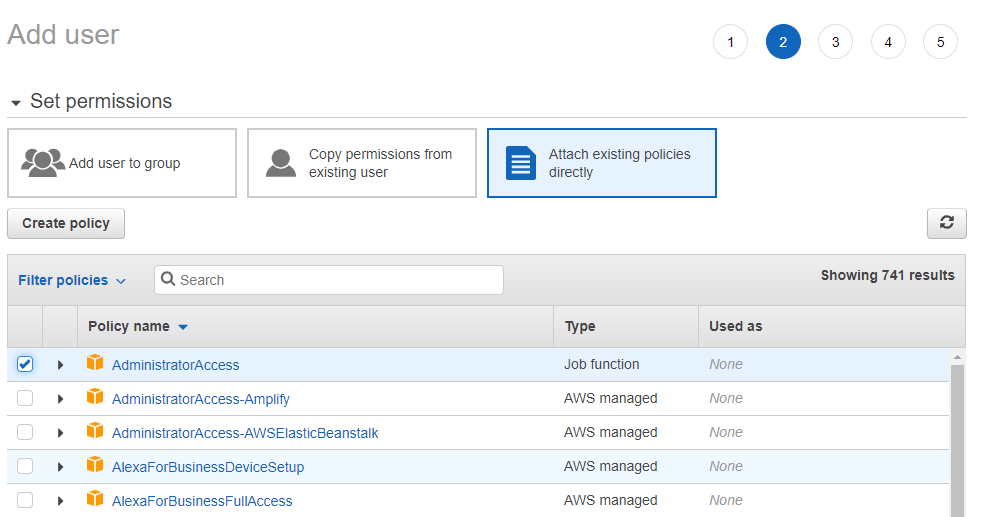 Add user
1 2 3 4 5
Set permissions
Add user to group
Copy permissions from
existing user
Attach existing policies
directly
Create policy
Filter policies Search Showing 741 results
Policy name Type Used as
AdministratorAccess Job function None
AdministratorAccess-Amplify AWS managed None
AdministratorAccess-AWSElasticBeanstalk AWS managed None
AlexaForBusinessDeviceSetup AWS managed None
AlexaForBusinessFullAccess AWS managed None